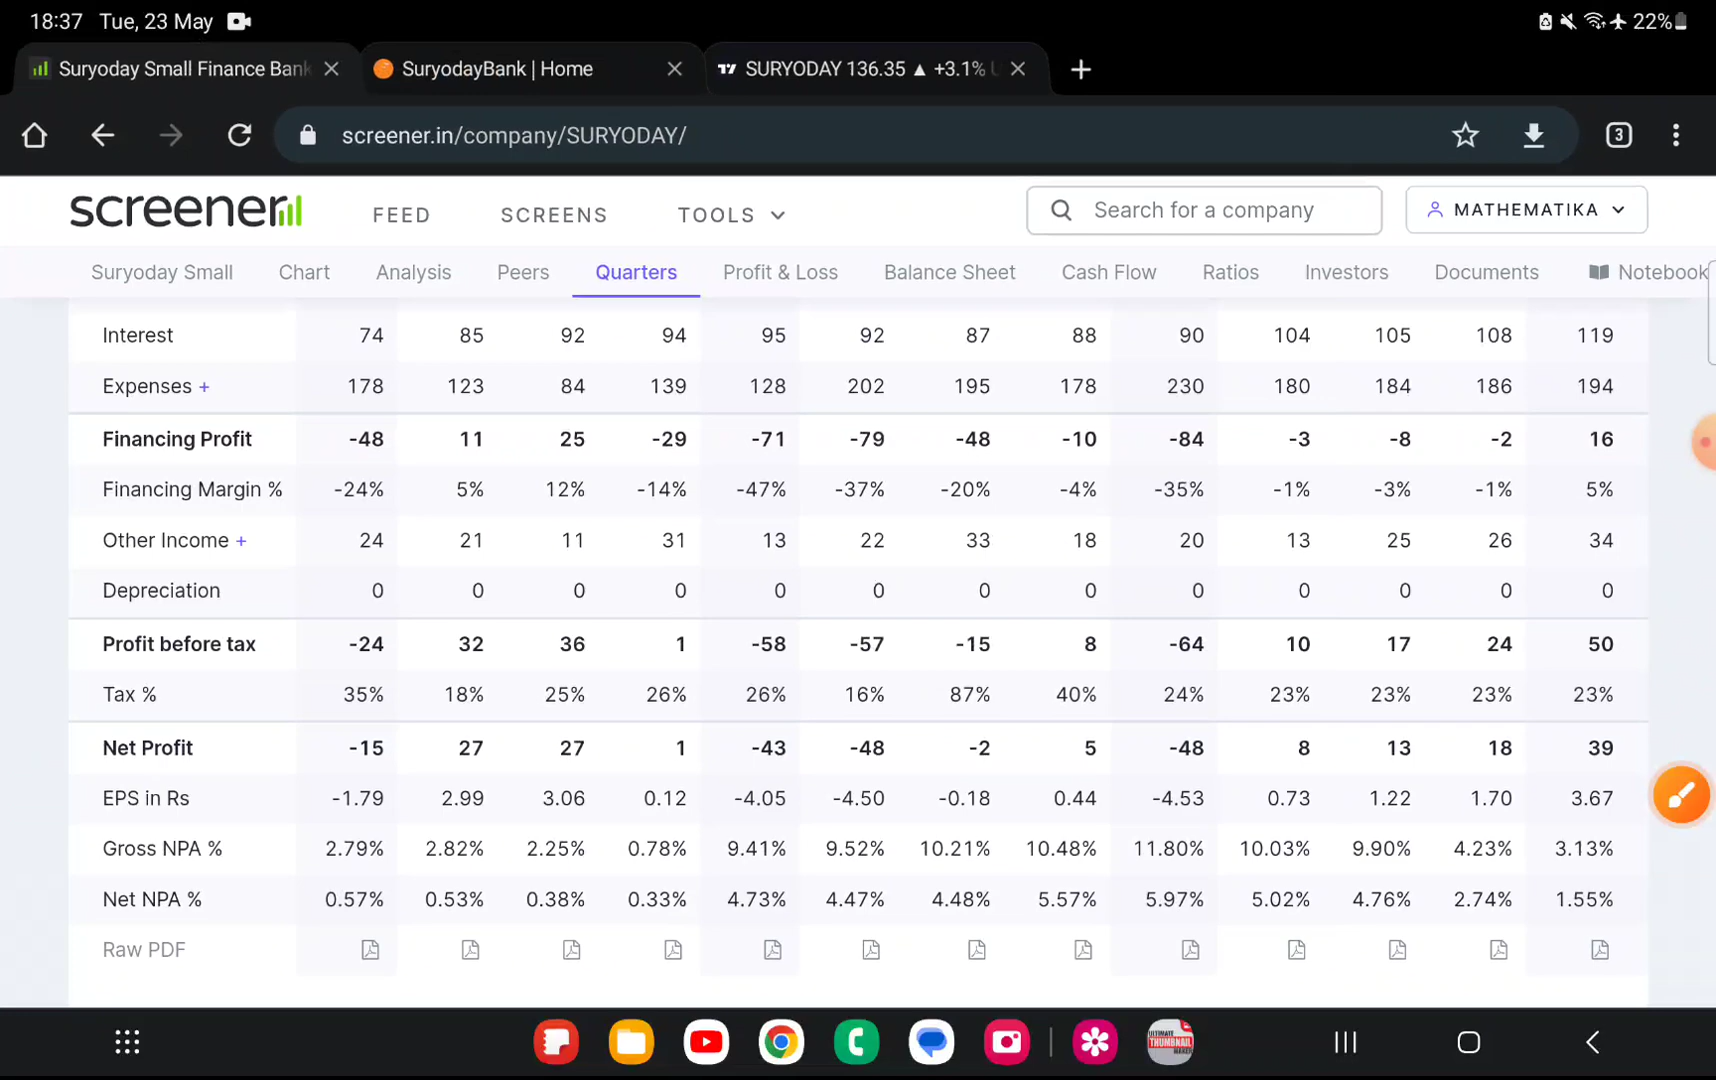 18:37 Tue, 23 May 22%
Suryoday Small Finance Bank
SuryodayBank | Home
SURYODAY 136.35 ▲ +3.1%
screener.in/company/SURYODAY/ 3
screener FEED SCREENS TOOLS Search for a company MATHEMATIKA
Suryoday Small Chart Analysis Peers Quarters Profit & Loss Balance Sheet Cash Flow Ratios Investors Documents Notebook
Interest 74 85 92 94 95 92 87 88 90 104 105 108 119
Expenses + 178 123 84 139 128 202 195 178 230 180 184 186 194
Financing Profit -48 11 25 -29 -71 -79 -48 -10 -84 -3 -8 -2 16
Financing Margin % -24% 5% 12% -14% -47% -37% -20% -4% -35% -1% -3% -1% 5%
Other Income + 24 21 11 31 13 22 33 18 20 13 25 26 34
Depreciation 0 0 0 0 0 0 0 0 0 0 0 0 0
Profit before tax -24 32 36 1 -58 -57 -15 8 -64 10 17 24 50
Tax % 35% 18% 25% 26% 26% 16% 87% 40% 24% 23% 23% 23% 23%
Net Profit -15 27 27 1 -43 -48 -2 5 -48 8 13 18 39
EPS in Rs -1.79 2.99 3.06 0.12 -4.05 -4.50 -0.18 0.44 -4.53 0.73 1.22 1.70 3.67
Gross NPA % 2.79% 2.82% 2.25% 0.78% 9.41% 9.52% 10.21% 10.48% 11.80% 10.03% 9.90% 4.23% 3.13%
Net NPA % 0.57% 0.53% 0.38% 0.33% 4.73% 4.47% 4.48% 5.57% 5.97% 5.02% 4.76% 2.74% 1.55%
Raw PDF
ULTIMATE
THUMBNAIL
MAKER